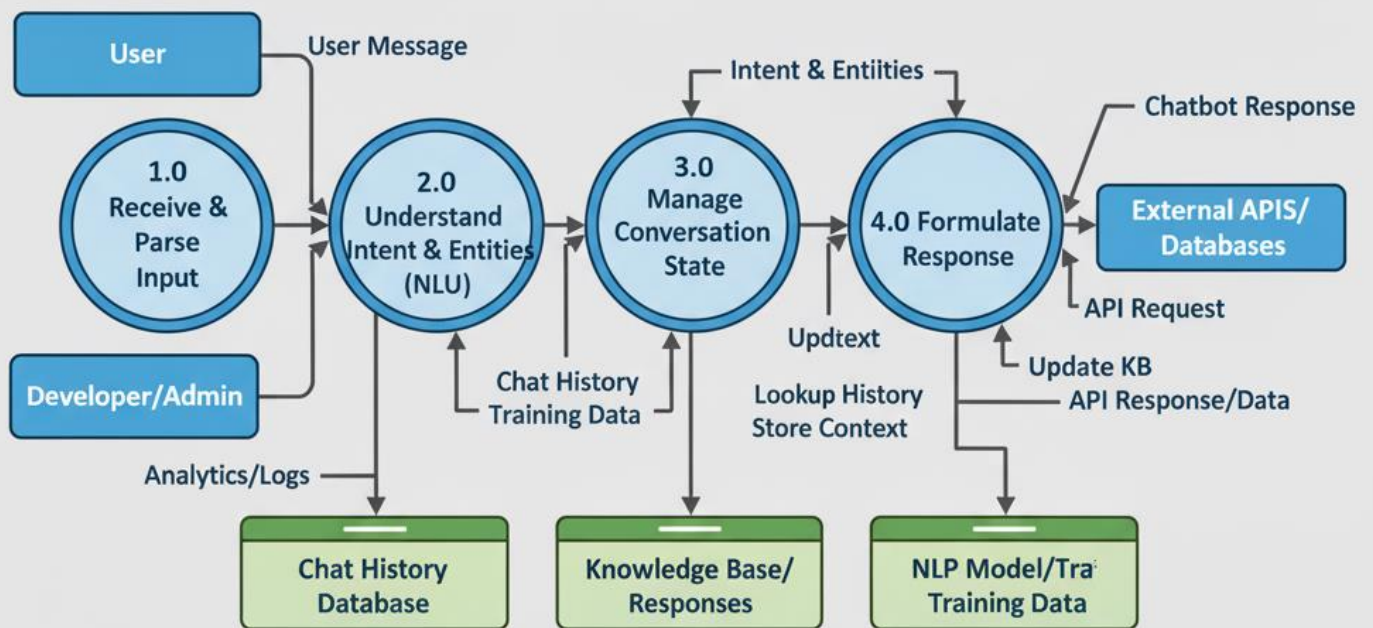 User
User Message
Intent & Entiities
Chatbot Response
1.0
Receive &
Parse
Input
2.0
Understand
Intent & Entities
(NLU)
3.0
Manage
Conversation
State
4.0 Formulate
Response
External APIS/
Databases
API Request
Developer/Admin
Chat History
Training Data
Updtext
Update KB
Lookup History
Store Context
API Response/Data
Analytics/Logs
Chat History
Database
Knowledge Base/
Responses
NLP Model/Tra
Training Data